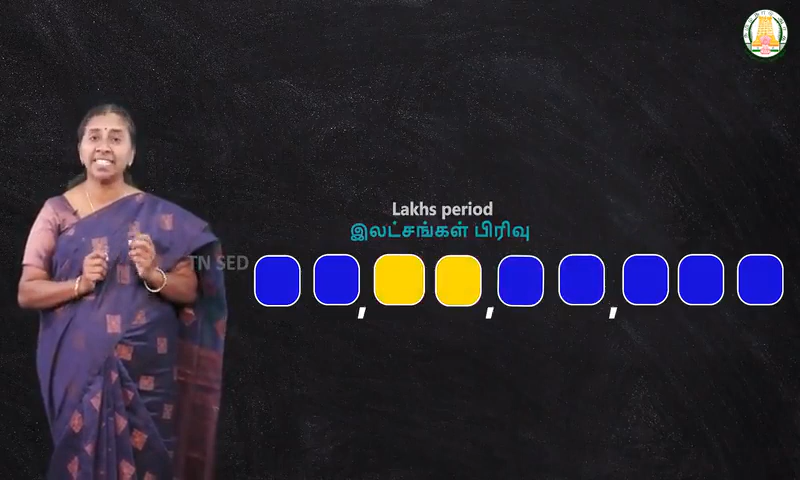 Lakhs period
இலட்சங்கள் பிரிவு
TN SED
, , ,